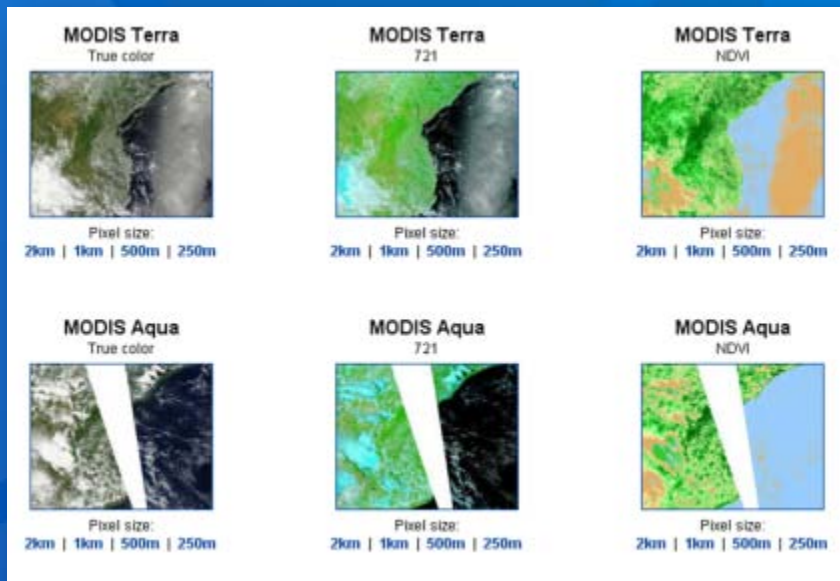 MODIS Terra
True color
Pixel size:
2km | 1km | 500m | 250m
MODIS Terra
721
Pixel size:
2km | 1km | 500m | 250m
MODIS Terra
NDVI
Pixel size:
2km | 1km | 500m | 250m
MODIS Aqua
True color
Pixel size:
2km | 1km | 500m | 250m
MODIS Aqua
721
Pixel size:
2km | 1km | 500m | 250m
MODIS Aqua
NDVI
Pixel size:
2km | 1km | 500m | 250m